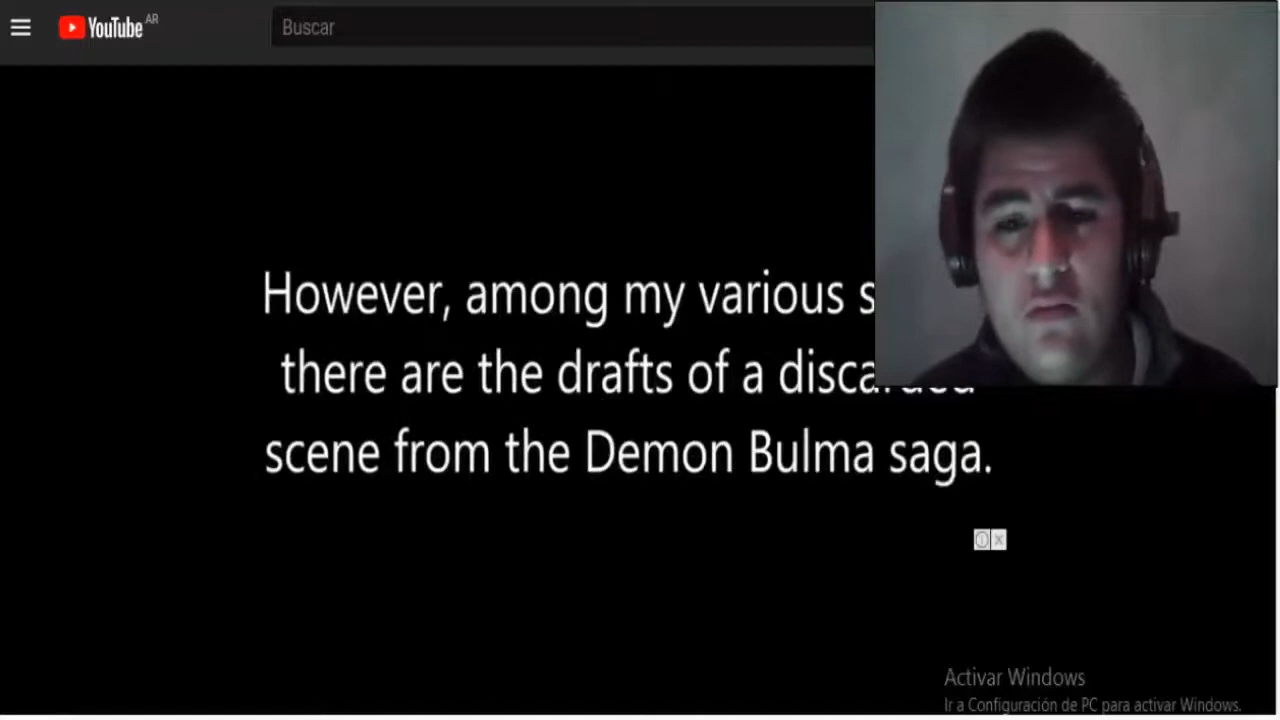 YouTube AR
Buscar
However, among my various s
there are the drafts of a discarded
scene from the Demon Bulma saga.
Activar Windows
Ir a Configuración de PC para activar Windows.